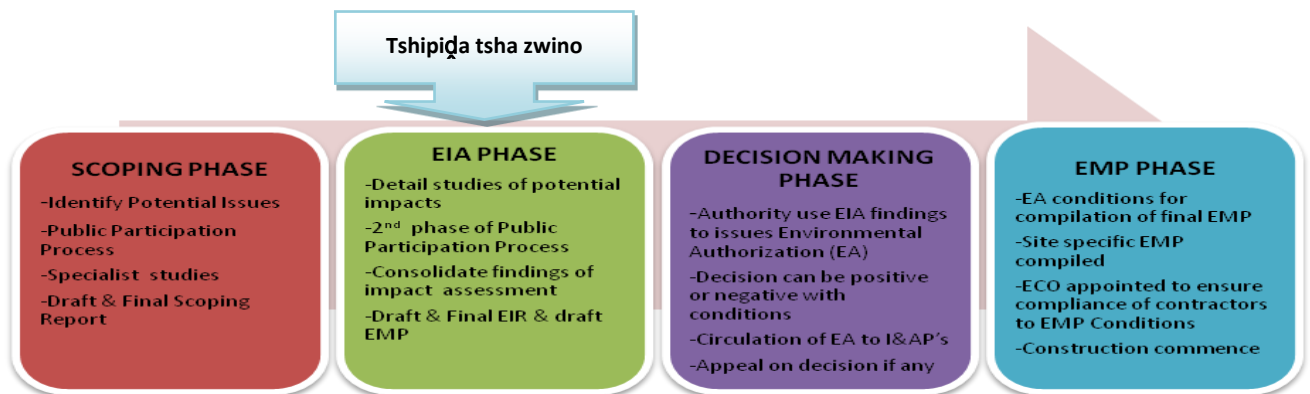 Tshipiḓa tsha zwino
SCOPING PHASE
-Identify Potential Issues
-Public Participation
Process
-Specialist studies
-Draft & Final Scoping
Report
EIA PHASE
-Detail studies of potential
impacts
-2nd phase of Public
Participation Process
-Consolidate findings of
impact assessment
-Draft & Final EIR & draft
EMP
DECISION MAKING
PHASE
-Authority use EIA findings
to issues Environmental
Authorization (EA)
-Decision can be positive
or negative with
conditions
-Circulation of EA to I&AP's
-Appeal on decision if any
EMP PHASE
-EA conditions for
compilation of final EMP
-Site specific EMP
compiled
-ECO appointed to ensure
compliance of contractors
to EMP Conditions
-Construction commence